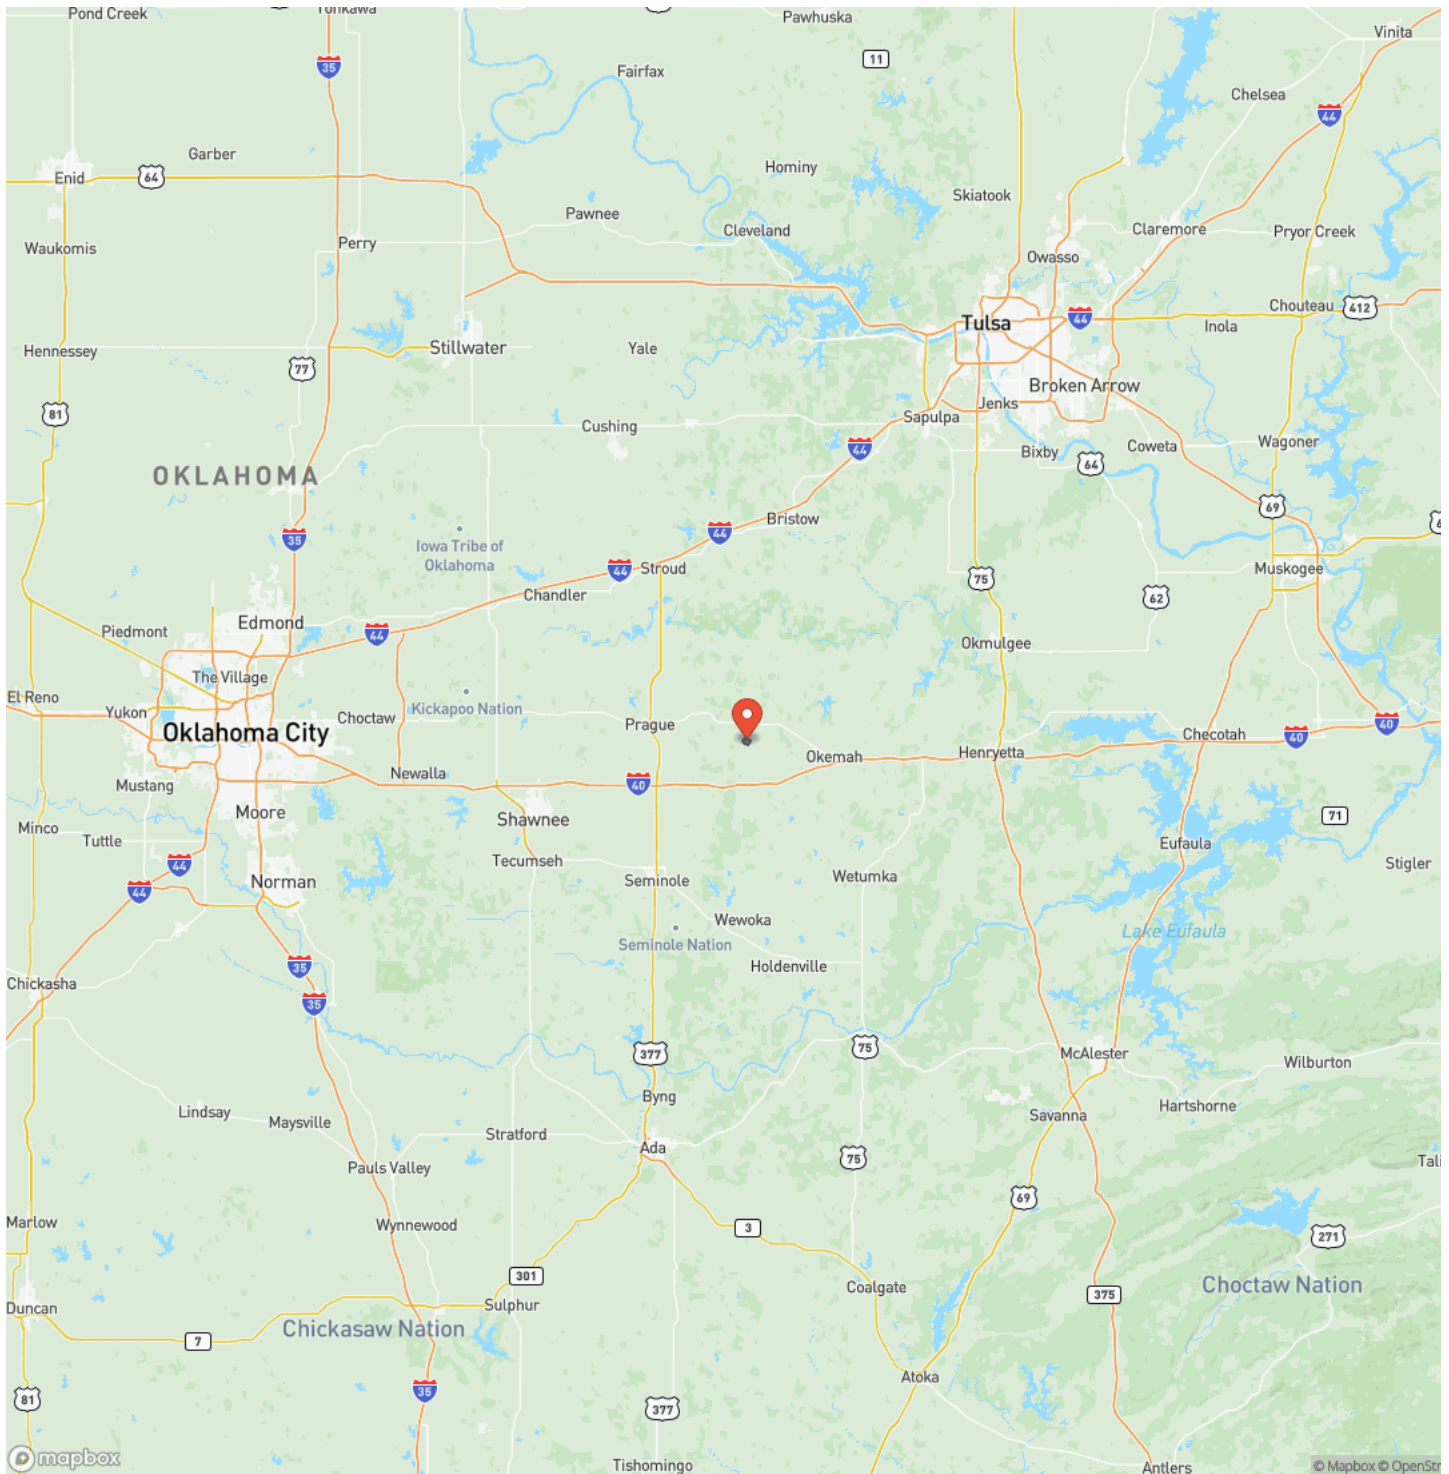 Pond Creek
Tonkawa
Pawhuska
Vinita
35
Fairfax
11
Chelsea
44
Garber
Hominy
Enid
64
Skiatook
Pawnee
Cleveland
Claremore
Pryor Creek
Waukomis
Perry
Owasso
Chouteau
412
Tulsa
44
Inola
Hennessey
Stillwater
Yale
77
Broken Arrow
81
Jenks
Sapulpa
Cushing
Wagoner
44
Bixby
Coweta
64
OKLAHOMA
69
Bristow
44
35
Iowa Tribe of
Oklahoma
44
Stroud
Muskogee
75
Chandler
62
Edmond
Piedmont
44
Okmulgee
The Village
El Reno
Kickapoo Nation
Yukon
Choctaw
Prague
40
Oklahoma City
Checotah
40
Henryetta
Okemah
Newalla
Mustang
40
Moore
Shawnee
71
Minco
Tuttle
Eufaula
44
Tecumseh
Stigler
Norman
Seminole
Wetumka
44
Wewoka
Lake Eufaula
Seminole Nation
35
Holdenville
Chickasha
35
377
75
McAlester
Wilburton
Byng
Lindsay
Hartshorne
Maysville
Savanna
Stratford
Ada
75
Pauls Valley
69
Marlow
Wynnewood
3
271
301
Coalgate
Choctaw Nation
375
Duncan
Sulphur
Chickasaw Nation
7
Atoka
35
81
377
mapbox
Tishomingo
Antlers
© Mapbox © OpenStr